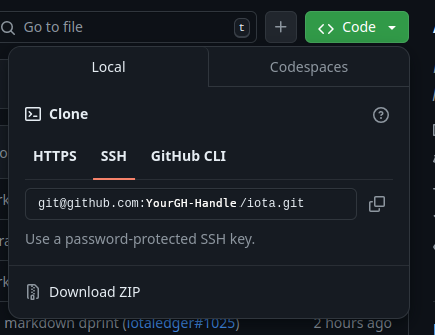 Go to file
t
Code
Local
Codespaces
Clone
HTTPS
SSH
GitHub CLI
git@github.com:YourGH-Handle/iota.git
Use a password-protected SSH key.
Download ZIP
markdown dprint (iotaledger#1025)
2 hours ago